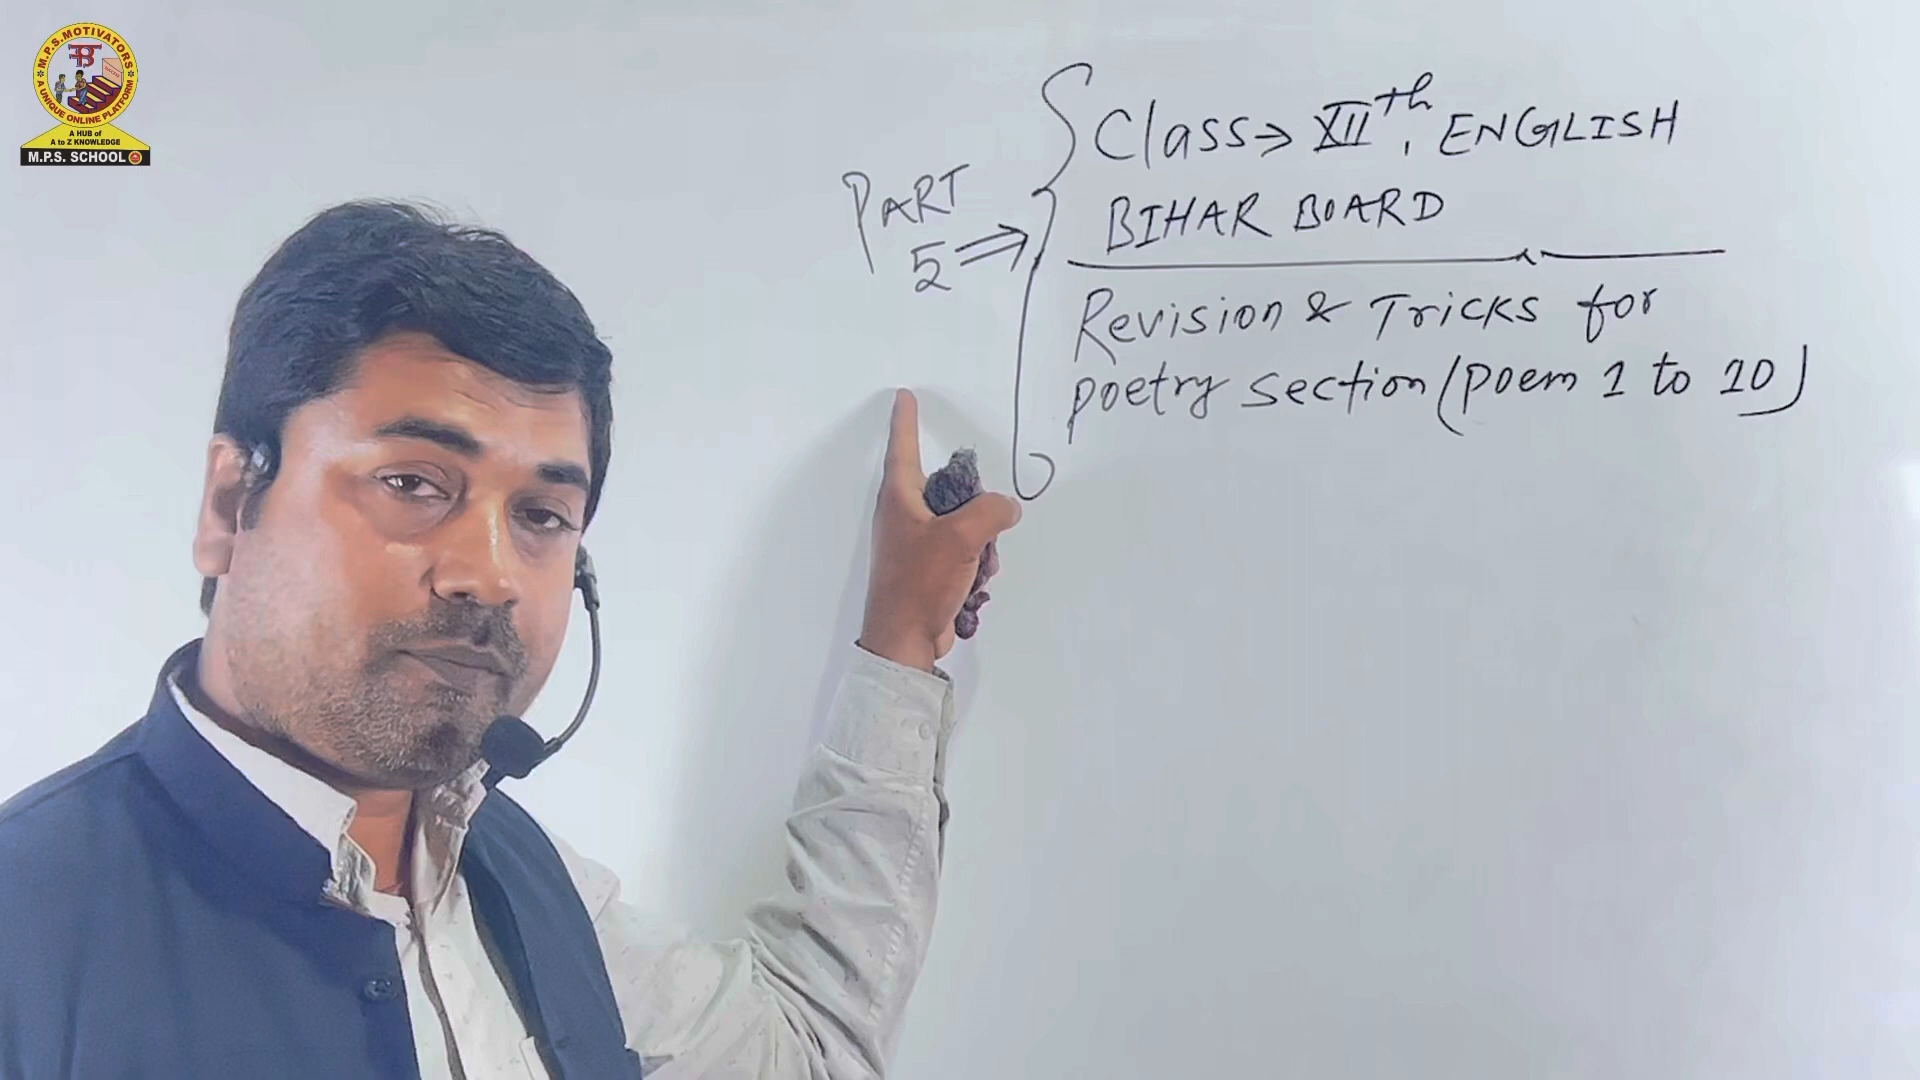 M.P.S.MOTIVATORS
A UNIQUE ONLINE PLATFORM
A HUB of
A to Z KNOWLEDGE
M.P.S. SCHOOL
PART
5 ⇒
Class ⇒ XIIth, ENGLISH
BIHAR BOARD
Revision & Tricks for
poetry section (poem 1 to 10)